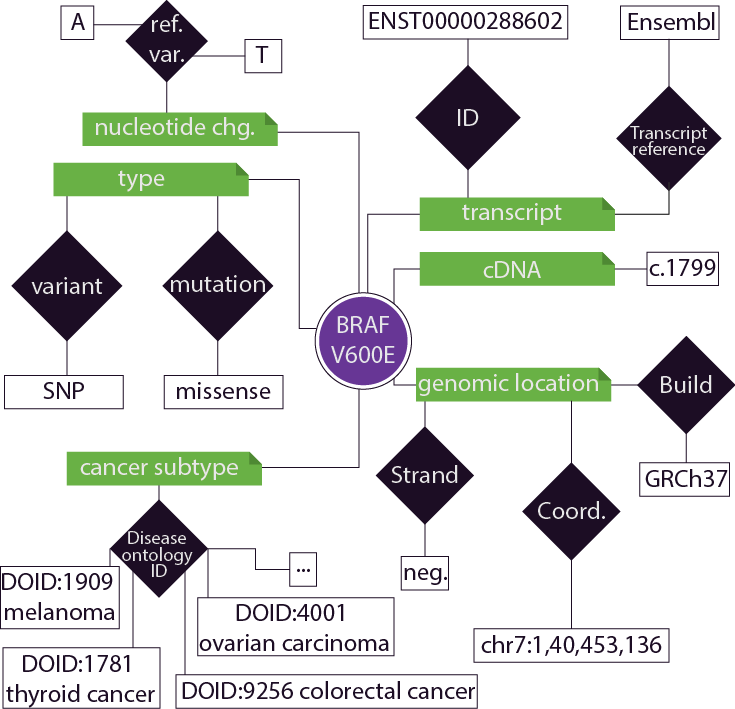 A
ref.
var.
T
nucleotide chg.
type
variant
SNP
mutation
missense
ENST00000288602
ID
Ensembl
Transcript
reference
transcript
cDNA
c.1799
BRAF
V600E
genomic location
Build
GRCh37
Strand
neg.
Coord.
chr7:1,40,453,136
cancer subtype
Disease
ontology
ID
DOID:1909
melanoma
DOID:1781
thyroid cancer
DOID:9256 colorectal cancer
DOID:4001
ovarian carcinoma
...